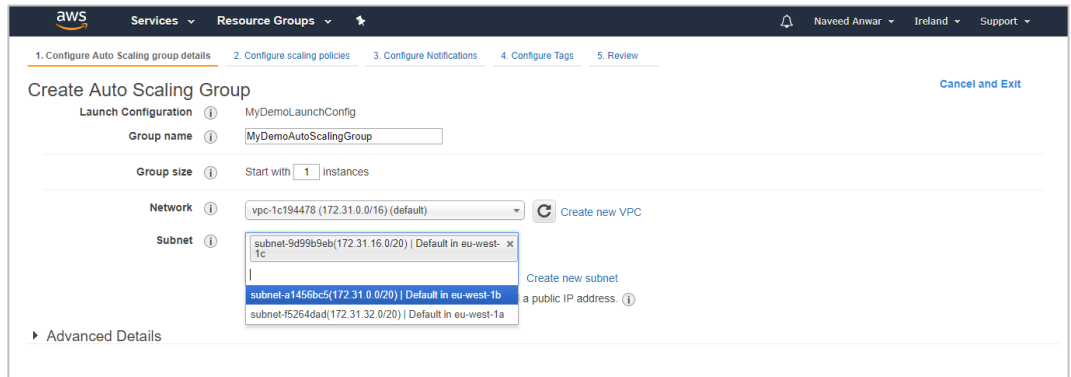 aws Services Resource Groups Naveed Anwar Ireland Support
1. Configure Auto Scaling group details 2. Configure scaling policies 3. Configure Notifications 4. Configure Tags 5. Review
Create Auto Scaling Group Cancel and Exit
Launch Configuration i MyDemoLaunchConfig
Group name i MyDemoAutoScalingGroup
Group size i Start with 1 instances
Network i vpc-1c194478 (172.31.0.0/16) (default) Create new VPC
Subnet i subnet-9d99b9eb(172.31.16.0/20) | Default in eu-west- ×
1c
Create new subnet
subnet-a1456bc5(172.31.0.0/20) | Default in eu-west-1b a public IP address. i
subnet-f5264dad(172.31.32.0/20) | Default in eu-west-1a
Advanced Details